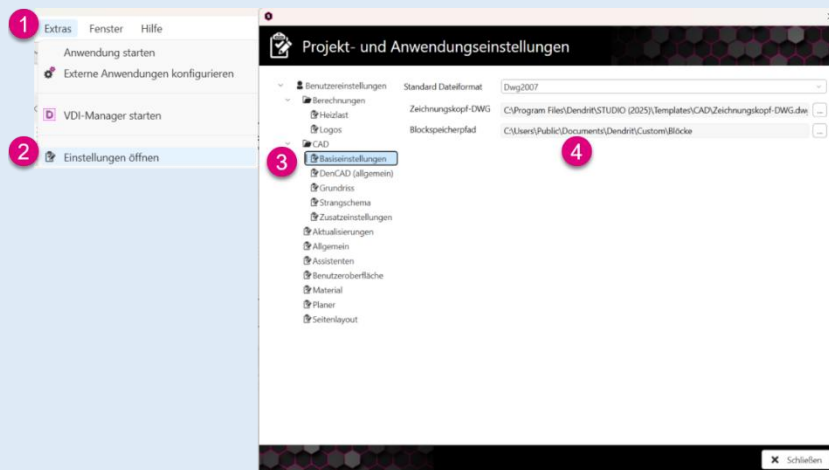 1
Extras Fenster Hilfe
Anwendung starten
Externe Anwendungen konfigurieren
D VDI-Manager starten
2
Einstellungen öffnen
Projekt- und Anwendungseinstellungen
Benutzereinstellungen
Berechnungen
Heizlast
Logos
CAD
3
Basiseinstellungen
DenCAD (allgemein)
Grundriss
Strangschema
Zusatzeinstellungen
Aktualisierungen
Allgemein
Assistenten
Benutzeroberfläche
Material
Planer
Seitenlayout
Standard Dateiformat Dwg2007
Zeichnungskopf-DWG C:\Program Files\Dendrit\STUDIO (2025)\Templates\CAD\Zeichnungskopf-DWG.dwg ...
Blockspeicherpfad C:\Users\Public\Documents\Dendrit\Custom\Blöcke ...
4
Schließen